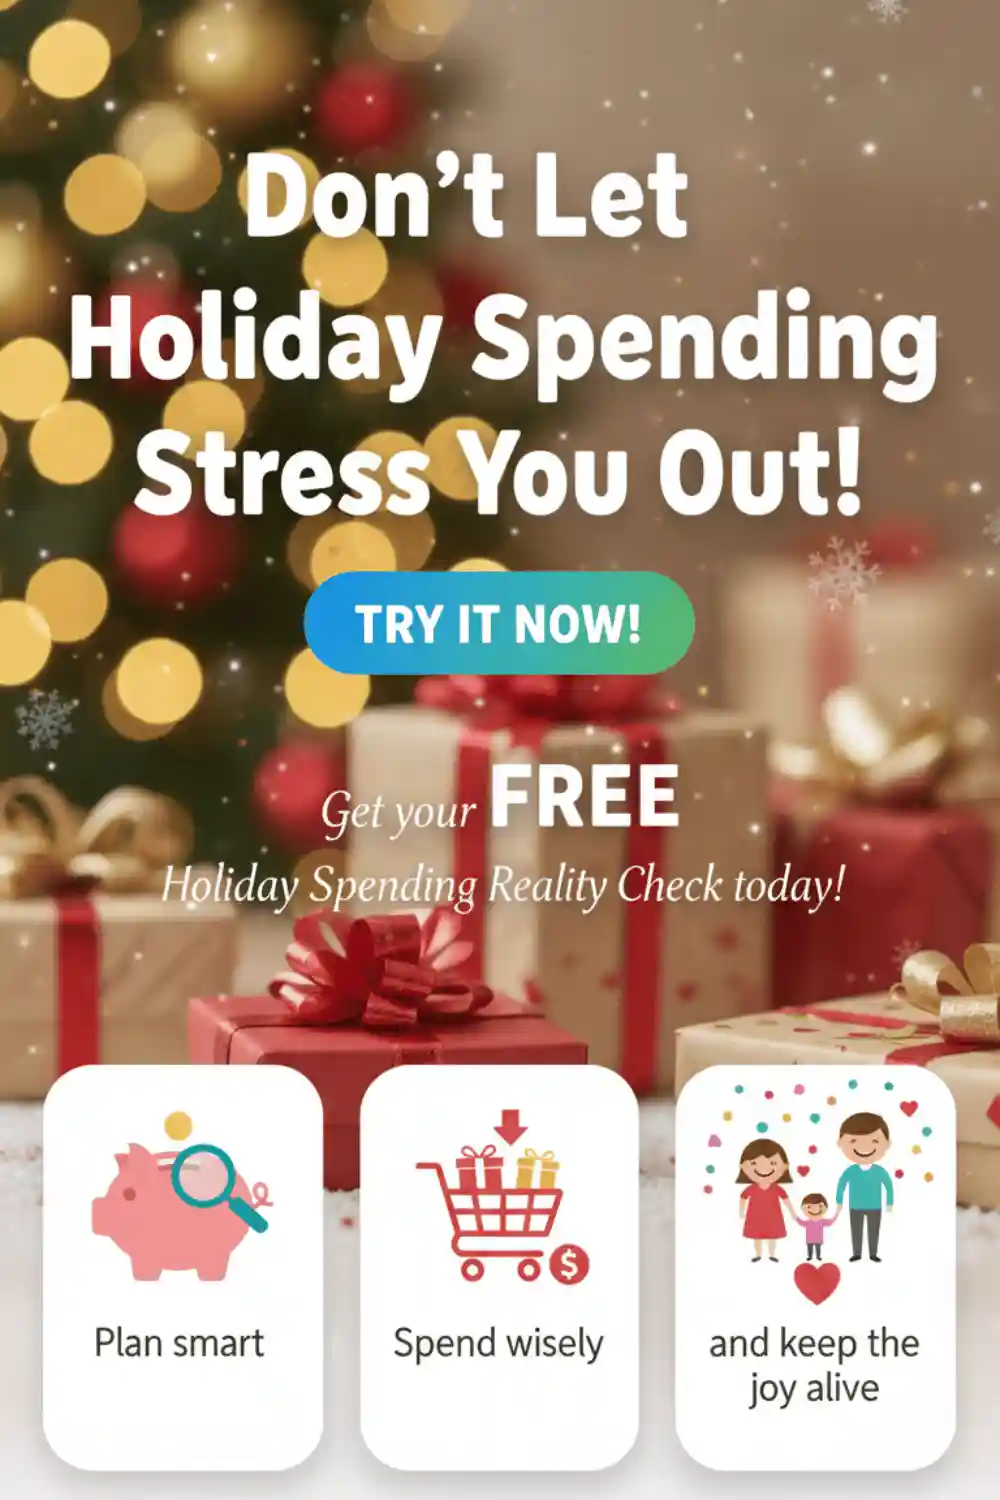 Don’t Let
Holiday Spending
Stress You Out!
TRY IT NOW!
Get your FREE
Holiday Spending Reality Check today!
$
Plan smart
Spend wisely
and keep the
joy alive